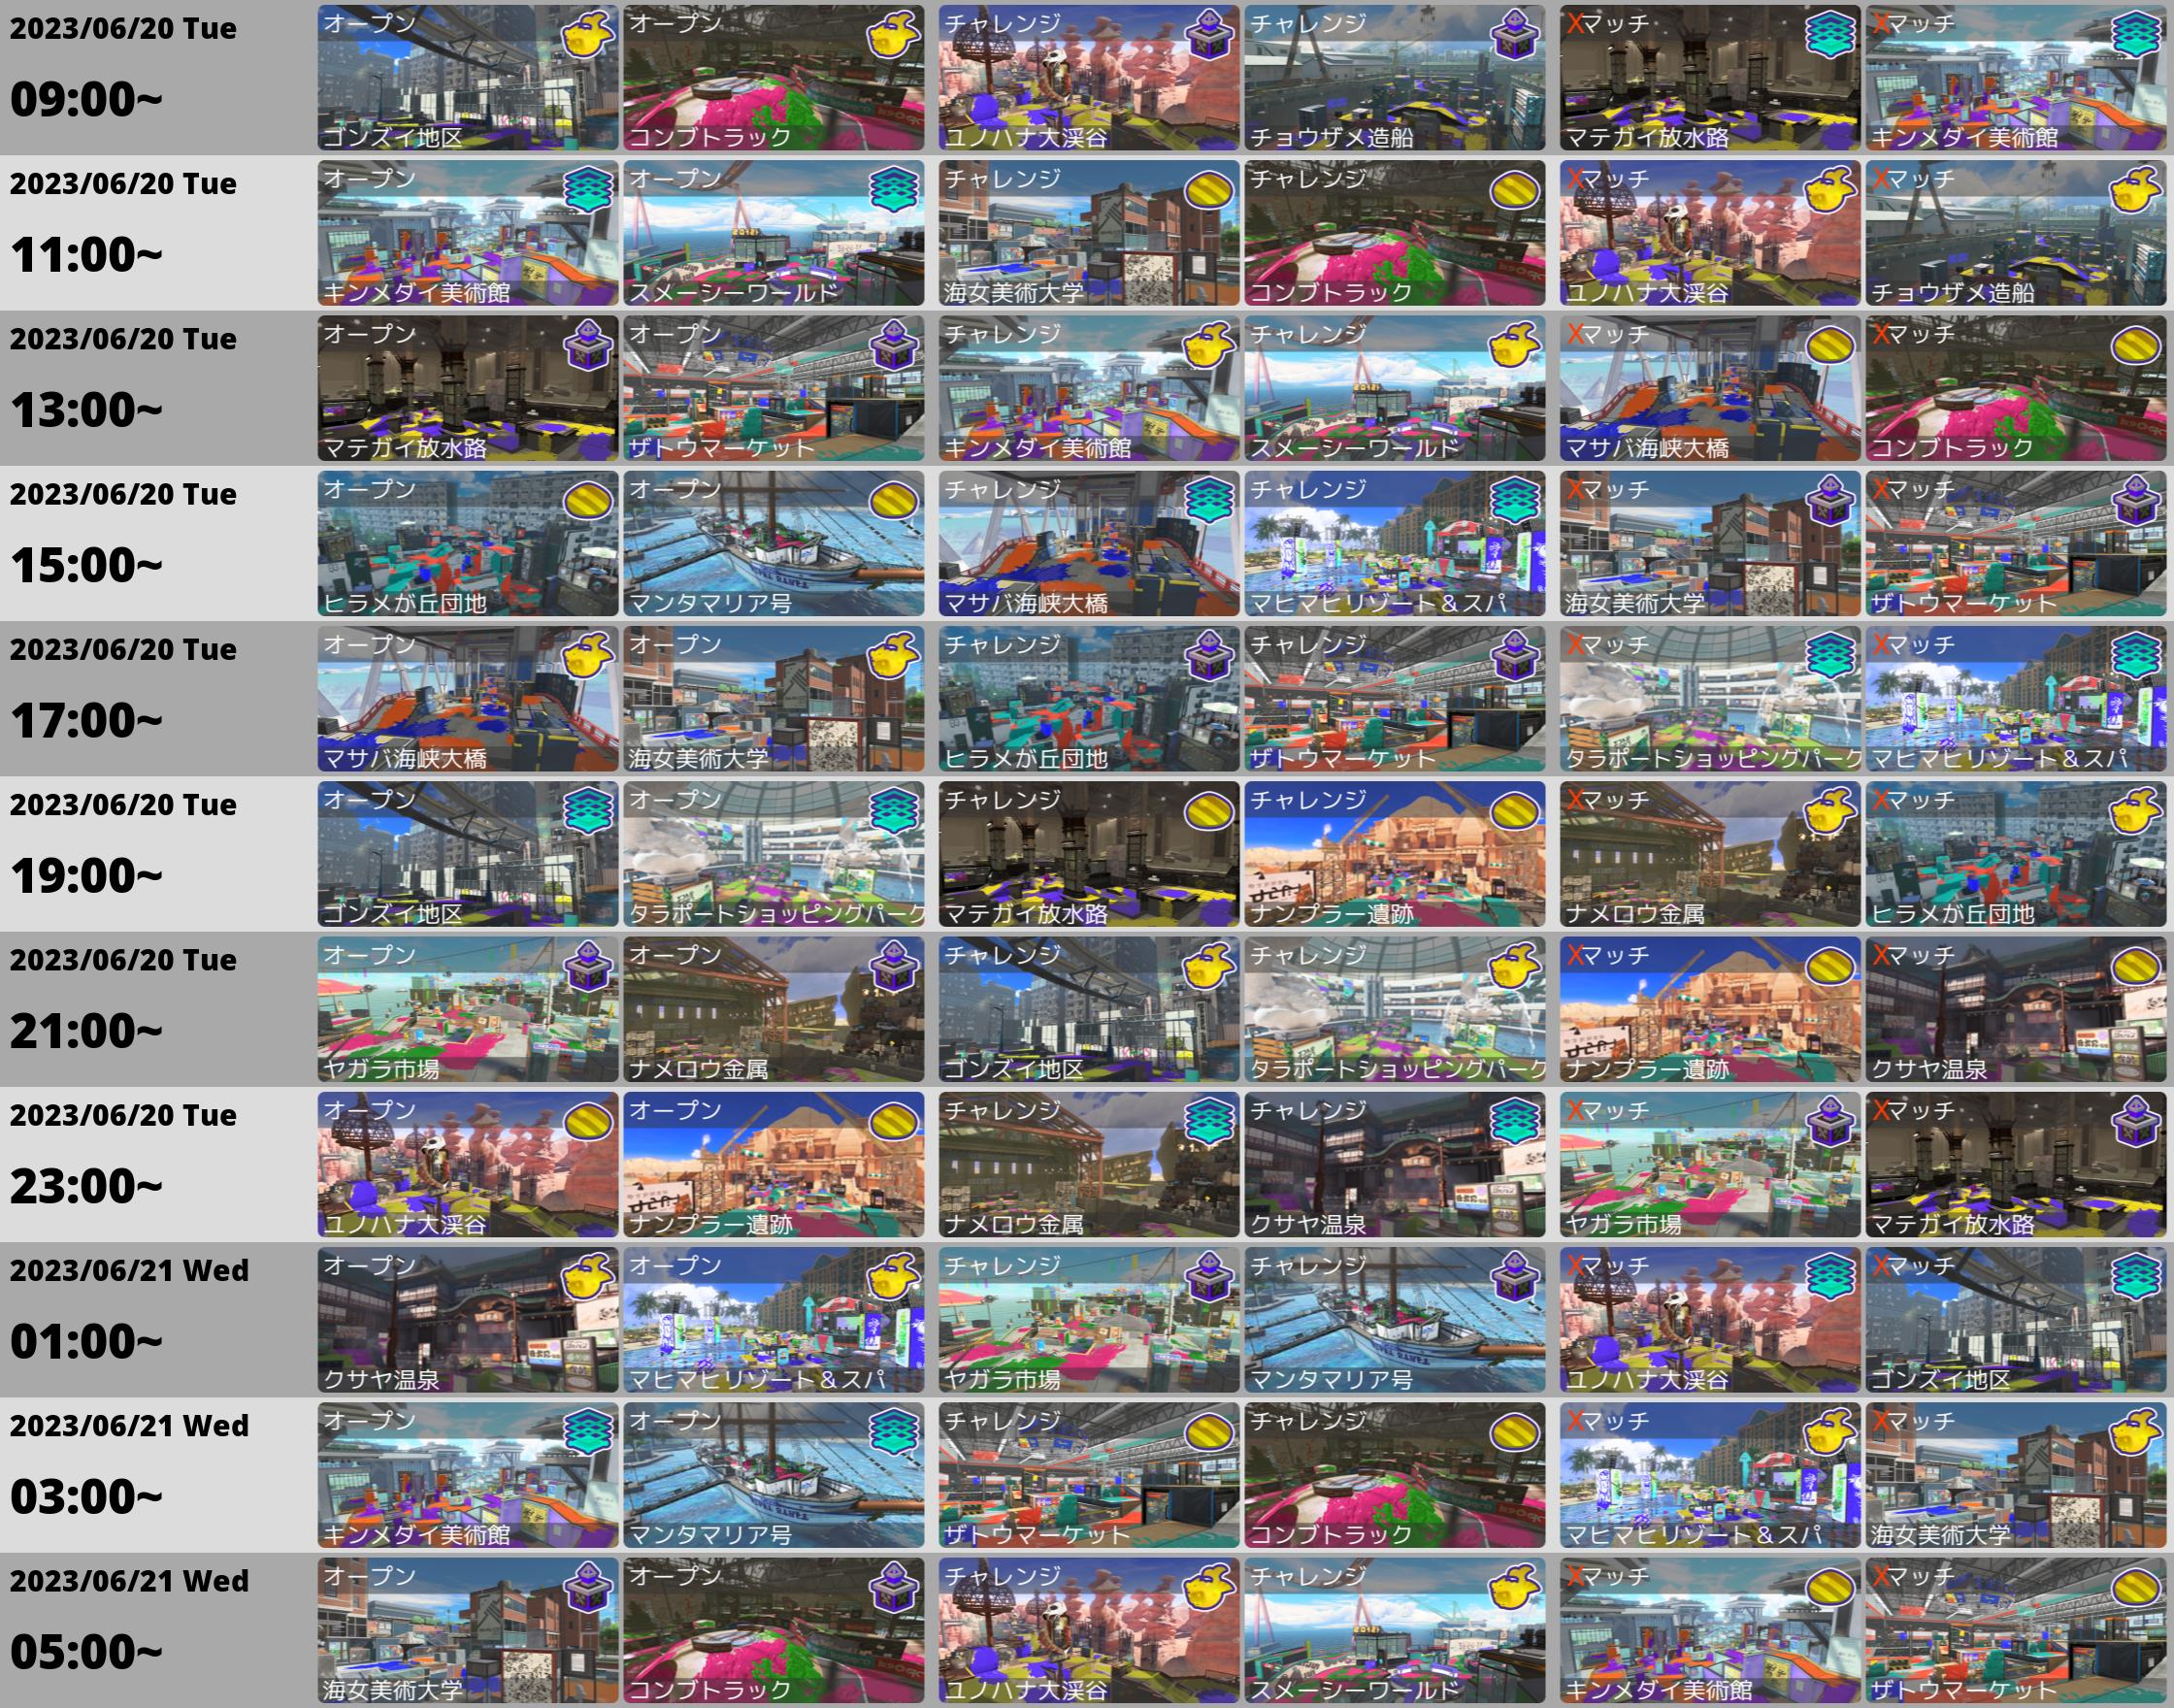 2023/06/20 Tue
09:00~
オープン
ゴンズイ地区
オープン
コンブトラック
チャレンジ
ユノハナ大渓谷
チャレンジ
チョウザメ造船
Xマッチ
マテガイ放水路
Xマッチ
キンメダイ美術館
2023/06/20 Tue
11:00~
オープン
キンメダイ美術館
オープン
スメーシーワールド
チャレンジ
海女美術大学
チャレンジ
コンブトラック
Xマッチ
ユノハナ大渓谷
Xマッチ
チョウザメ造船
2023/06/20 Tue
13:00~
オープン
マテガイ放水路
オープン
ザトウマーケット
チャレンジ
キンメダイ美術館
チャレンジ
スメーシーワールド
Xマッチ
マサバ海峡大橋
Xマッチ
コンブトラック
2023/06/20 Tue
15:00~
オープン
ヒラメが丘団地
オープン
マンタマリア号
チャレンジ
マサバ海峡大橋
チャレンジ
マヒマヒリゾート&スパ
Xマッチ
海女美術大学
Xマッチ
ザトウマーケット
2023/06/20 Tue
17:00~
オープン
マサバ海峡大橋
オープン
海女美術大学
チャレンジ
ヒラメが丘団地
チャレンジ
ザトウマーケット
Xマッチ
タラポートショッピングパーク
Xマッチ
マヒマヒリゾート&スパ
2023/06/20 Tue
19:00~
オープン
ゴンズイ地区
オープン
タラポートショッピングパーク
チャレンジ
マテガイ放水路
チャレンジ
ナンプラー遺跡
Xマッチ
ナメロウ金属
Xマッチ
ヒラメが丘団地
2023/06/20 Tue
21:00~
オープン
ヤガラ市場
オープン
ナメロウ金属
チャレンジ
ゴンズイ地区
チャレンジ
タラポートショッピングパーク
Xマッチ
ナンプラー遺跡
Xマッチ
クサヤ温泉
2023/06/20 Tue
23:00~
オープン
ユノハナ大渓谷
オープン
ナンプラー遺跡
チャレンジ
ナメロウ金属
チャレンジ
クサヤ温泉
Xマッチ
ヤガラ市場
Xマッチ
マテガイ放水路
2023/06/21 Wed
01:00~
オープン
クサヤ温泉
オープン
マヒマヒリゾート&スパ
チャレンジ
ヤガラ市場
チャレンジ
マンタマリア号
Xマッチ
ユノハナ大渓谷
Xマッチ
ゴンズイ地区
2023/06/21 Wed
03:00~
オープン
キンメダイ美術館
オープン
マンタマリア号
チャレンジ
ザトウマーケット
チャレンジ
コンブトラック
Xマッチ
マヒマヒリゾート&スパ
Xマッチ
海女美術大学
2023/06/21 Wed
05:00~
オープン
海女美術大学
オープン
コンブトラック
チャレンジ
ユノハナ大渓谷
チャレンジ
スメーシーワールド
Xマッチ
キンメダイ美術館
Xマッチ
ザトウマーケット